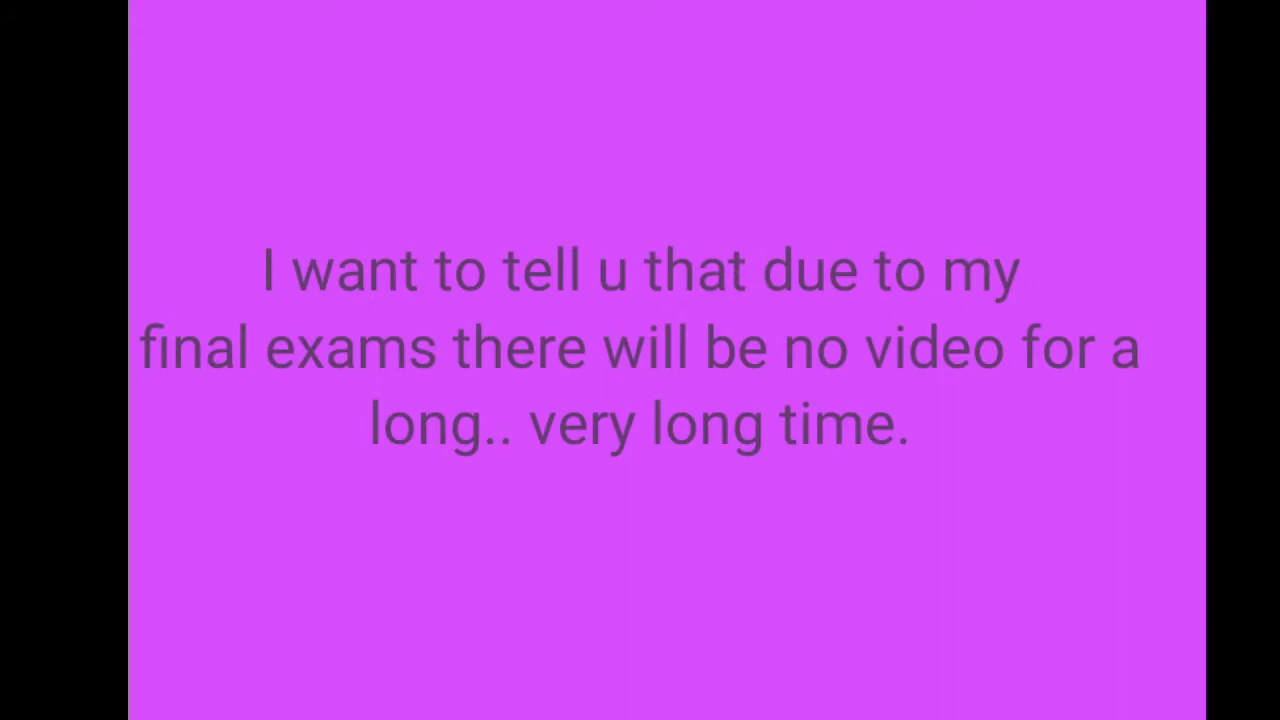 I want to tell u that due to my
final exams there will be no video for a
long.. very long time.